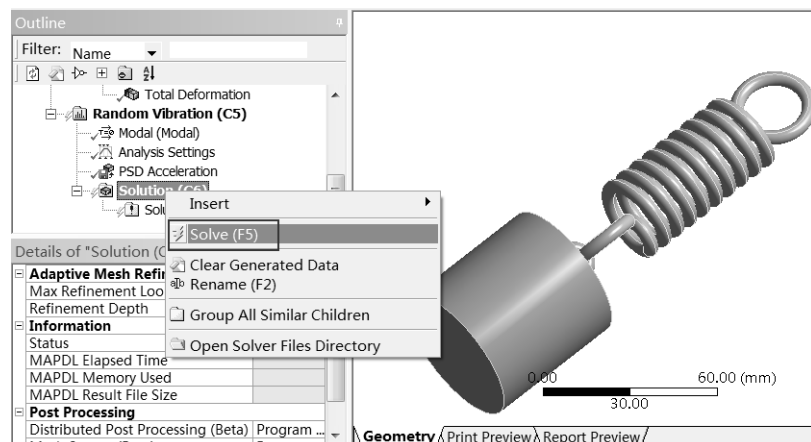 Outline
Filter: Name
Total Deformation
Random Vibration (C5)
Modal (Modal)
Analysis Settings
PSD Acceleration
Solution (C6)
Insert
Solve (F5)
Clear Generated Data
Rename (F2)
Group All Similar Children
Open Solver Files Directory
Details of "Solution (C
Adaptive Mesh Refi
Max Refinement Loo
Refinement Depth
Information
Status
MAPDL Elapsed Time
MAPDL Memory Used
MAPDL Result File Size
Post Processing
Distributed Post Processing (Beta) Program ...
0.00 60.00 (mm)
30.00
Geometry Print Preview Report Preview